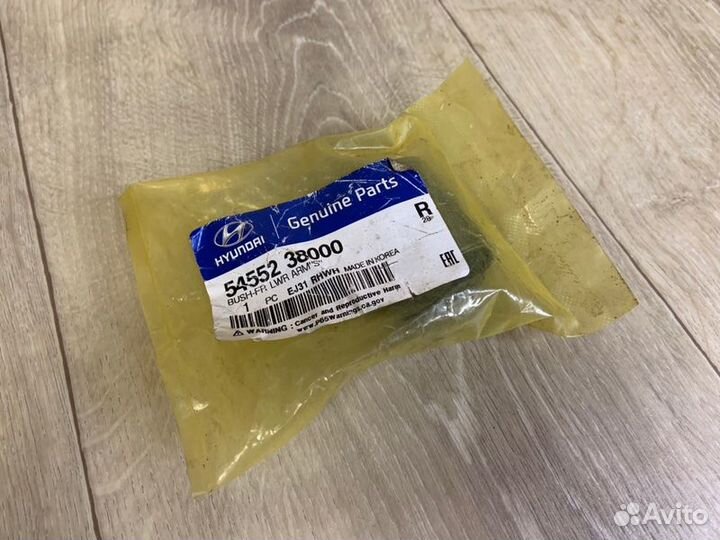 HYUNDAI
Genuine Parts
54552 38000
BUSH-FR LWR ARM"S"
1 PC EJ31 RHWH MADE IN KOREA
WARNING : Cancer and Reproductive Harm
www.P65Warnings.ca.gov
R
EAC
Avito